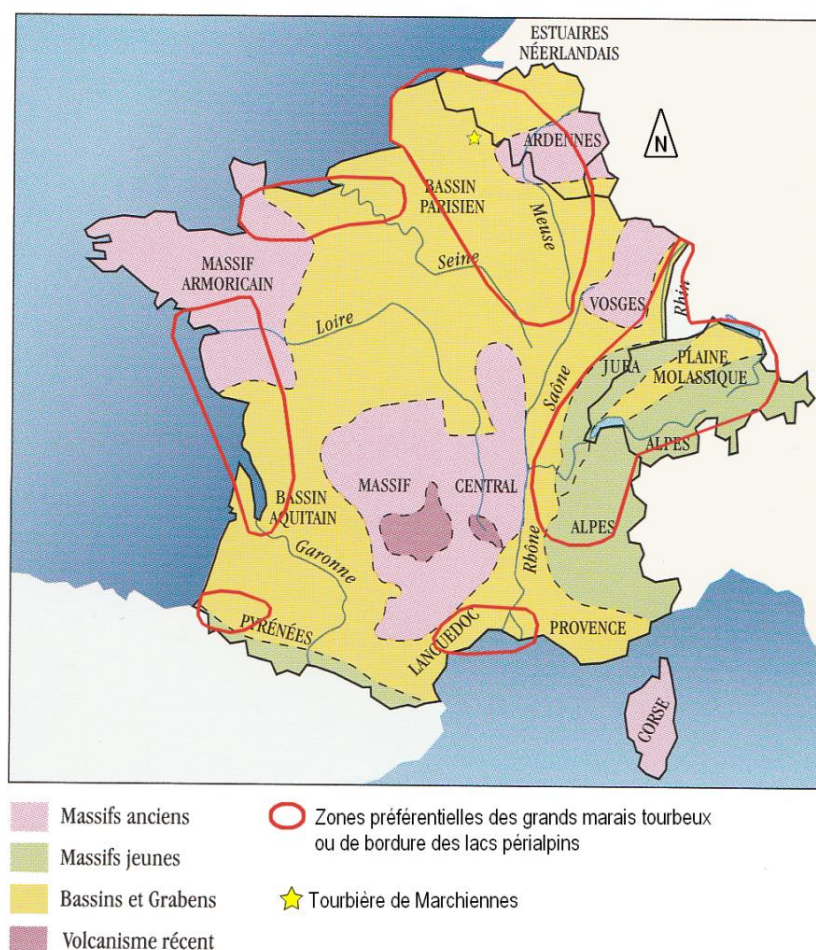 ESTUAIRES
NÉERLANDAIS
N
ARDENNES
BASSIN
PARISIEN
Meuse
Seine
MASSIF
ARMORICAIN
VOSGES
Rhin
Loire
JURA
PLAINE
MOLASSIQUE
Saône
ALPES
MASSIF
CENTRAL
BASSIN
AQUITAIN
ALPES
Garonne
Rhône
PYRÉNÉES
LANGUEDOC
PROVENCE
CORSE
Massifs anciens
Massifs jeunes
Bassins et Grabens
Volcanisme récent
Zones préférentielles des grands marais tourbeux
ou de bordure des lacs périalpins
Tourbière de Marchiennes